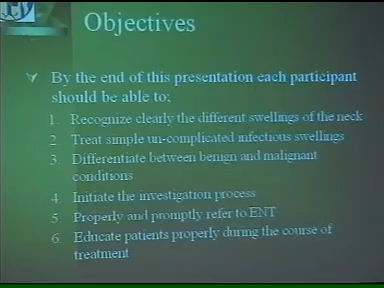 Objectives
By the end of this presentation each participant
should be able to:
1. Recognize clearly the different swellings of the neck
2. Treat simple un-complicated infectious swellings
3. Differentiate between benign and malignant
conditions
4. Initiate the investigation process
5. Properly and promptly refer to ENT
6. Educate patients properly during the course of
treatment